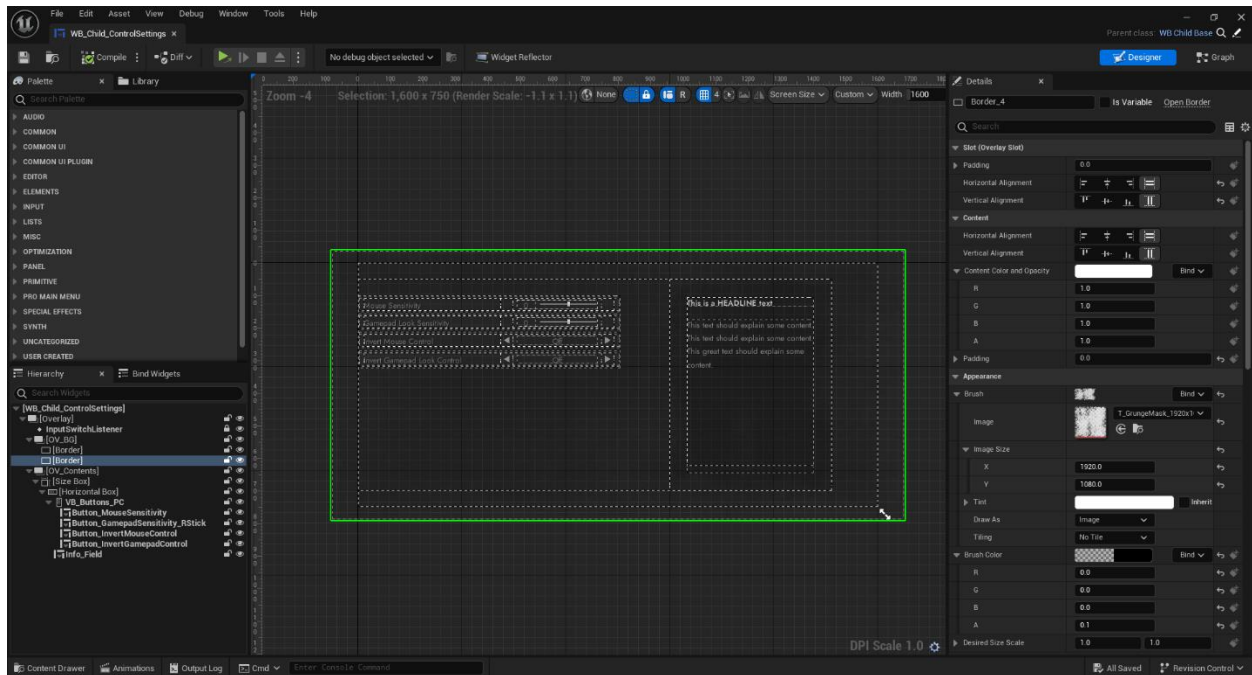 File Edit Asset View Debug Window Tools Help
WB_Child_ControlSettings ×
Parent class: WB Child Base
Compile Diff No debug object selected Widget Reflector
Designer Graph
Palette × Library
Search Palette
AUDIO
COMMON
COMMON UI
COMMON UI PLUGIN
EDITOR
ELEMENTS
INPUT
LISTS
MISC
OPTIMIZATION
PANEL
PRIMITIVE
PRO MAIN MENU
SPECIAL EFFECTS
SYNTH
UNCATEGORIZED
USER CREATED
Hierarchy × Bind Widgets
Search Widgets
[WB_Child_ControlSettings]
[Overlay]
InputSwitchListener
[OV_BG]
[Border]
[Border]
[OV_Contents]
[Size Box]
[Horizontal Box]
VB_Buttons_PC
Button_MouseSensitivity
Button_GamepadSensitivity_RStick
Button_InvertMouseControl
Button_InvertGamepadControl
Info_Field
Zoom -4 Selection: 1,600 x 750 (Render Scale: -1.1 x 1.1) None R 4 Screen Size Custom Width 1600
Mouse Sensitivity
Gamepad Look Sensitivity
Invert Mouse Control Off
Invert Gamepad Look Control Off
This is a HEADLINE text
This text should explain some content.
This text should explain some content.
This great text should explain some
content.
DPI Scale 1.0
Details ×
Border_4 Is Variable Open Border
Search
Slot (Overlay Slot)
Padding 0.0
Horizontal Alignment
Vertical Alignment
Content
Horizontal Alignment
Vertical Alignment
Content Color and Opacity Bind
R 1.0
G 1.0
B 1.0
A 1.0
Padding 0.0
Appearance
Brush Bind
Image T_GrungeMask_1920x1
Image Size
X 1920.0
Y 1080.0
Tint Inherit
Draw As Image
Tiling No Tile
Brush Color Bind
R 0.0
G 0.0
B 0.0
A 0.1
Desired Size Scale 1.0 1.0
Content Drawer Animations Output Log Cmd Enter Console Command
All Saved Revision Control